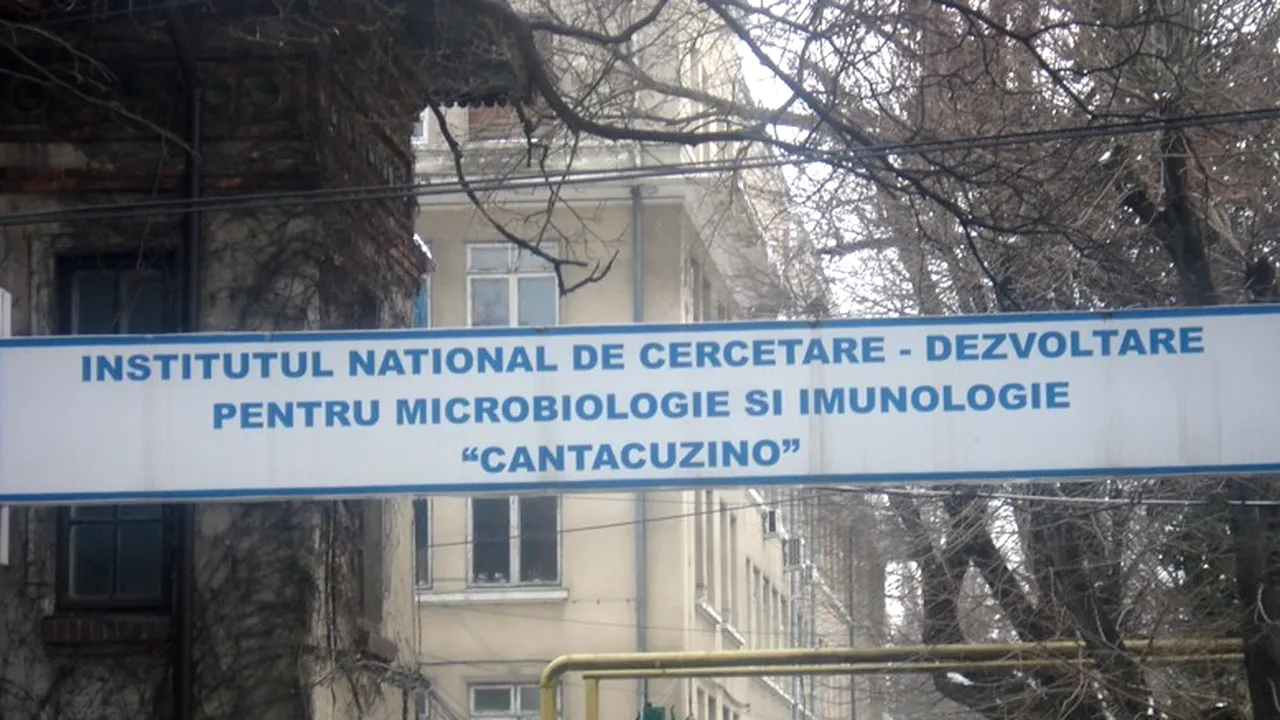 INSTITUTUL NATIONAL DE CERCETARE - DEZVOLTARE
PENTRU MICROBIOLOGIE SI IMUNOLOGIE
“CANTACUZINO”